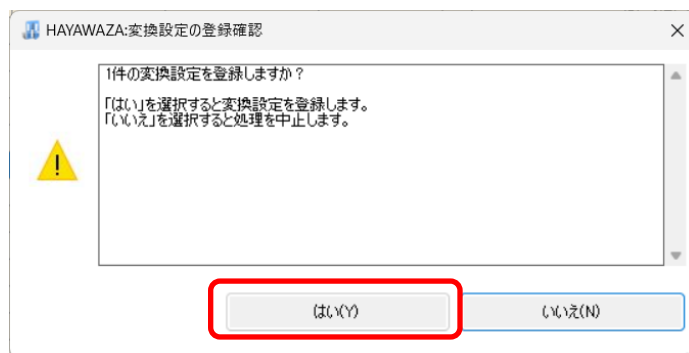 HAYAWAZA:変換設定の登録確認
1件の変換設定を登録しますか?
「はい」を選択すると変換設定を登録します。
「いいえ」を選択すると処理を中止します。
はい(Y)
いいえ(N)